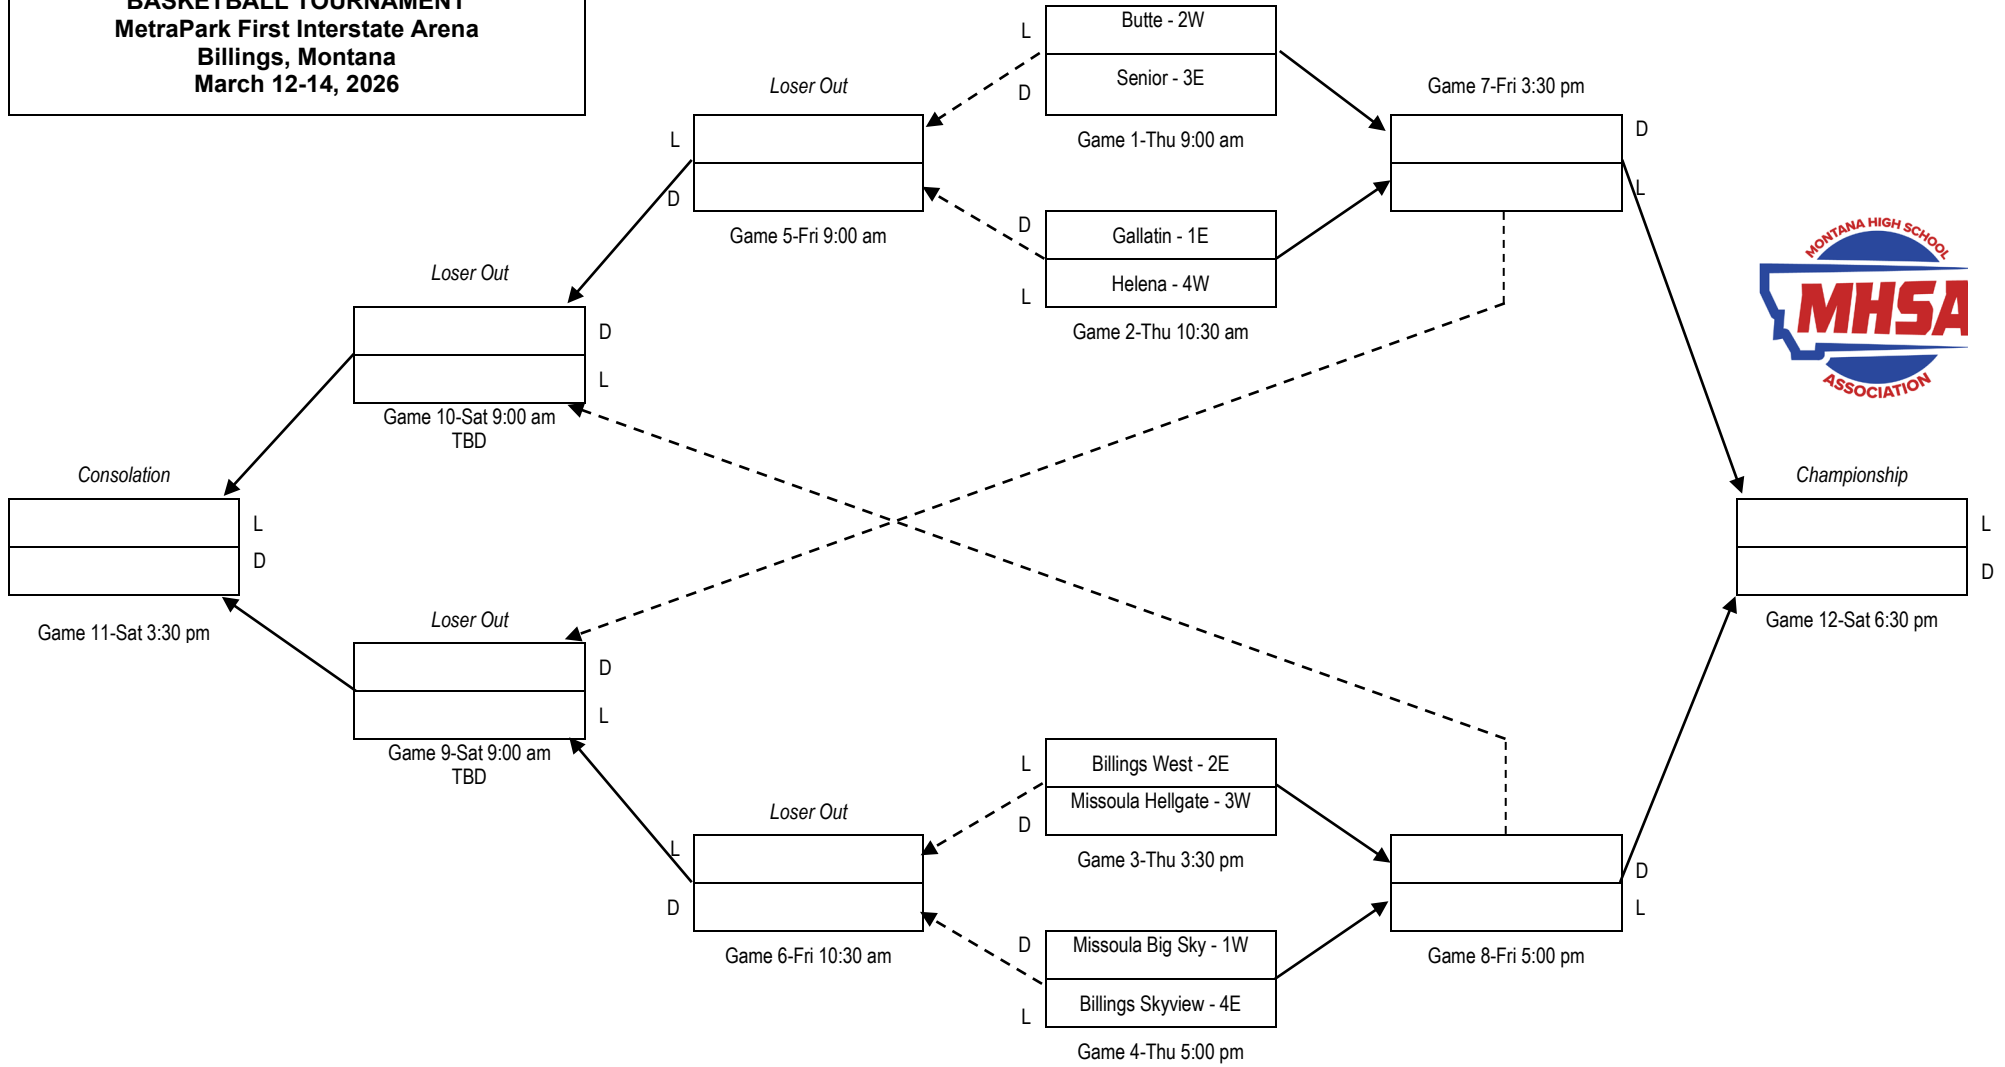 BASKETBALL TOURNAMENT
MetraPark First Interstate Arena
Billings, Montana
March 12-14, 2026
L
Butte - 2W
D
Senior - 3E
Game 1-Thu 9:00 am
Loser Out
L
D
Game 5-Fri 9:00 am
Game 7-Fri 3:30 pm
D
L
D
Gallatin - 1E
L
Helena - 4W
Game 2-Thu 10:30 am
MONTANA HIGH SCHOOL
MHSA
ASSOCIATION
Loser Out
D
L
Game 10-Sat 9:00 am
TBD
Consolation
L
D
Game 11-Sat 3:30 pm
Championship
L
D
Game 12-Sat 6:30 pm
Loser Out
D
L
Game 9-Sat 9:00 am
TBD
L
Billings West - 2E
D
Missoula Hellgate - 3W
Game 3-Thu 3:30 pm
Loser Out
L
D
Game 6-Fri 10:30 am
D
L
Game 8-Fri 5:00 pm
D
Missoula Big Sky - 1W
L
Billings Skyview - 4E
Game 4-Thu 5:00 pm